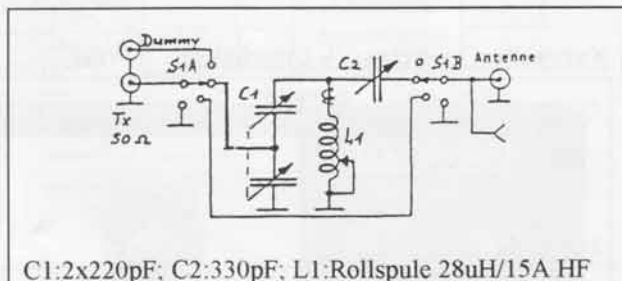 Dummy
S1A
C1
C2
S1B
Antenne
Tx
50 Ω
L1
C1:2x220pF; C2:330pF; L1:Rollspule 28uH/15A HF